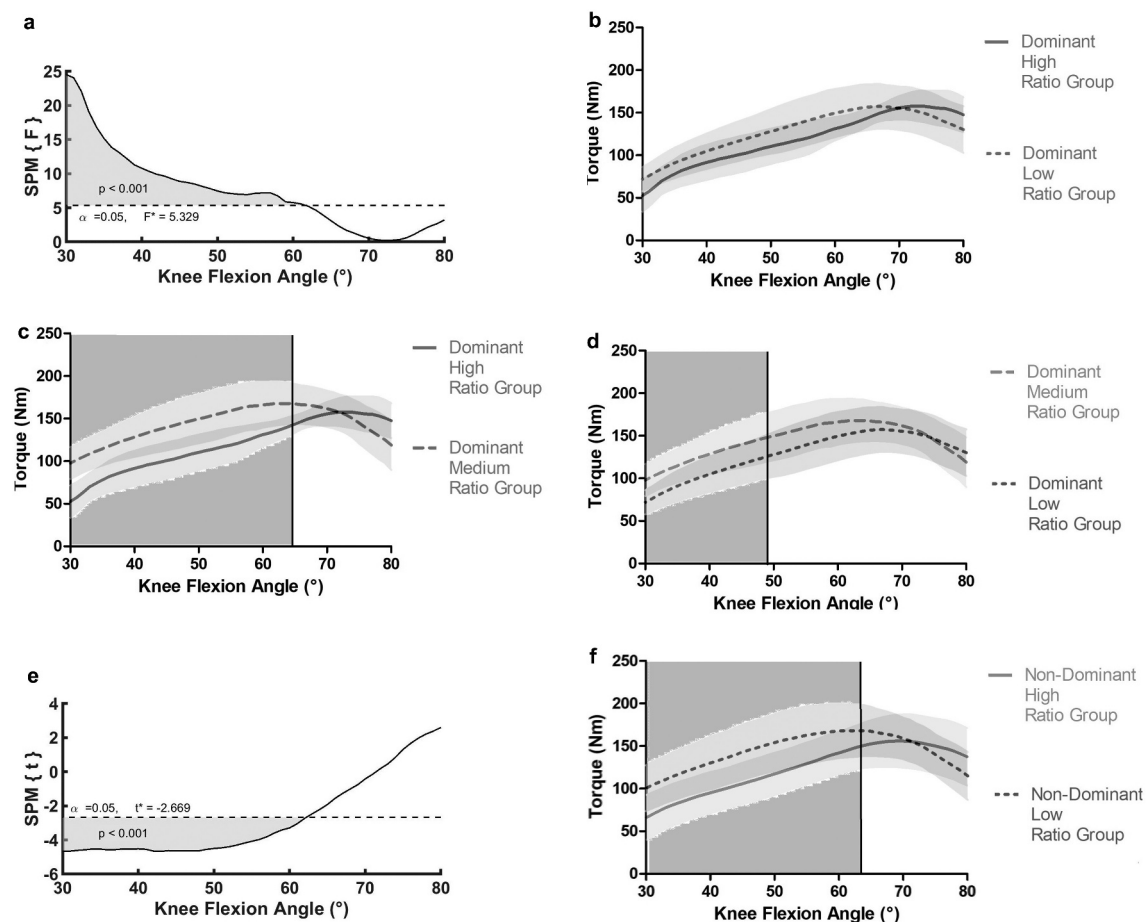 a
SPM { F }
25
20
15
10
5
0
p < 0.001
α =0.05, F* = 5.329
30 40 50 60 70 80
Knee Flexion Angle (°)
b
Torque (Nm)
250
200
150
100
50
0
30 40 50 60 70 80
Knee Flexion Angle (°)
Dominant
High
Ratio Group
Dominant
Low
Ratio Group
c
Torque (Nm)
250
200
150
100
50
0
30 40 50 60 70 80
Knee Flexion Angle (°)
Dominant
High
Ratio Group
Dominant
Medium
Ratio Group
d
Torque (Nm)
250
200
150
100
50
0
30 40 50 60 70 80
Knee Flexion Angle (°)
Dominant
Medium
Ratio Group
Dominant
Low
Ratio Group
e
SPM { t }
4
2
0
-2
-4
-6
α =0.05, t* = -2.669
p < 0.001
30 40 50 60 70 80
Knee Flexion Angle (°)
f
Torque (Nm)
250
200
150
100
50
0
30 40 50 60 70 80
Knee Flexion Angle (°)
Non-Dominant
High
Ratio Group
Non-Dominant
Low
Ratio Group